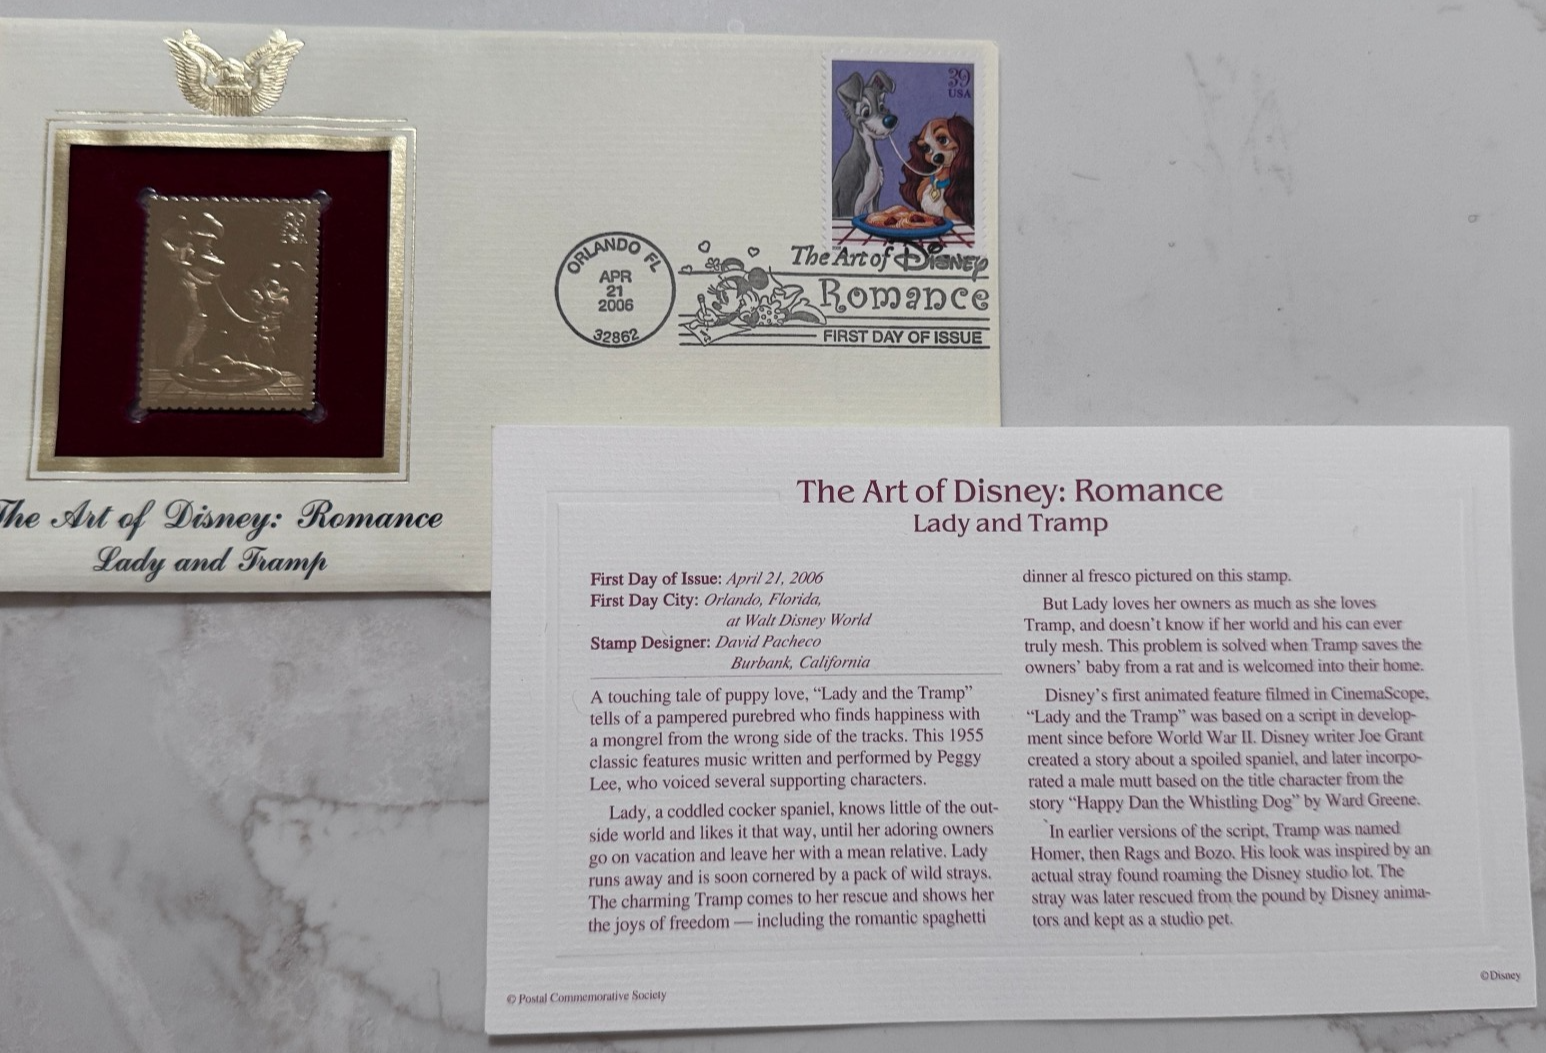 39
USA
ORLANDO FL
APR
21
2006
32862
The Art of Disney
Romance
FIRST DAY OF ISSUE
The Art of Disney: Romance
Lady and Tramp
The Art of Disney: Romance
Lady and Tramp
First Day of Issue: April 21, 2006
First Day City: Orlando, Florida,
at Walt Disney World
Stamp Designer: David Pacheco
Burbank, California
A touching tale of puppy love, “Lady and the Tramp”
tells of a pampered purebred who finds happiness with
a mongrel from the wrong side of the tracks. This 1955
classic features music written and performed by Peggy
Lee, who voiced several supporting characters.
Lady, a coddled cocker spaniel, knows little of the out-
side world and likes it that way, until her adoring owners
go on vacation and leave her with a mean relative. Lady
runs away and is soon cornered by a pack of wild strays.
The charming Tramp comes to her rescue and shows her
the joys of freedom — including the romantic spaghetti
dinner al fresco pictured on this stamp.
But Lady loves her owners as much as she loves
Tramp, and doesn’t know if her world and his can ever
truly mesh. This problem is solved when Tramp saves the
owners’ baby from a rat and is welcomed into their home.
Disney’s first animated feature filmed in CinemaScope,
“Lady and the Tramp” was based on a script in develop-
ment since before World War II. Disney writer Joe Grant
created a story about a spoiled spaniel, and later incorpo-
rated a male mutt based on the title character from the
story “Happy Dan the Whistling Dog” by Ward Greene.
In earlier versions of the script, Tramp was named
Homer, then Rags and Bozo. His look was inspired by an
actual stray found roaming the Disney studio lot. The
stray was later rescued from the pound by Disney anima-
tors and kept as a studio pet.
© Postal Commemorative Society
© Disney